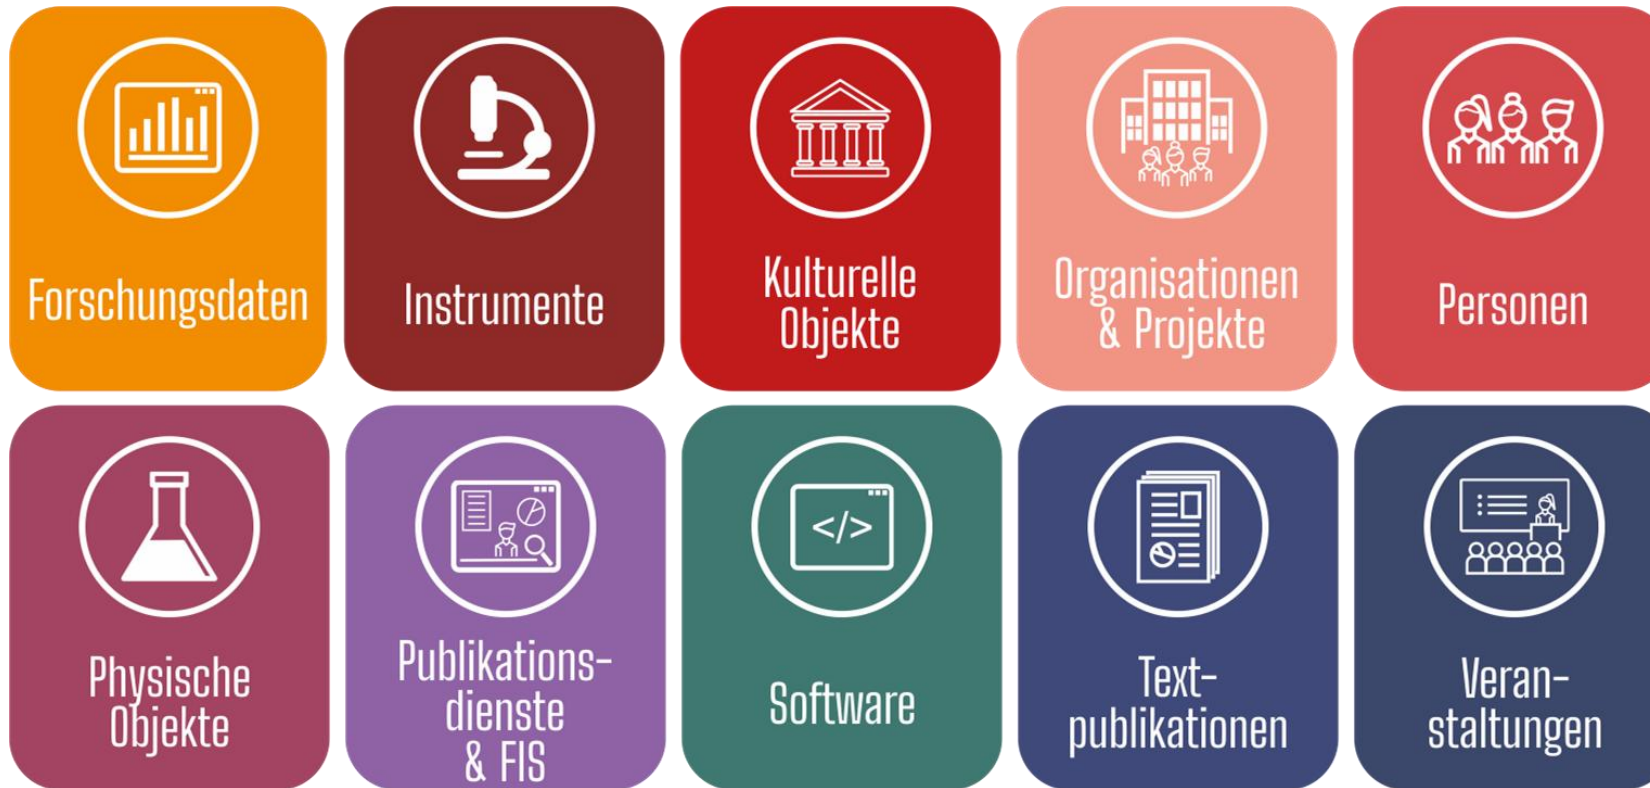 Forschungsdaten
Instrumente
Kulturelle
Objekte
Organisationen
& Projekte
Personen
Physische
Objekte
Publikations-
dienste
& FIS
</>
Software
Text-
publikationen
Veran-
staltungen